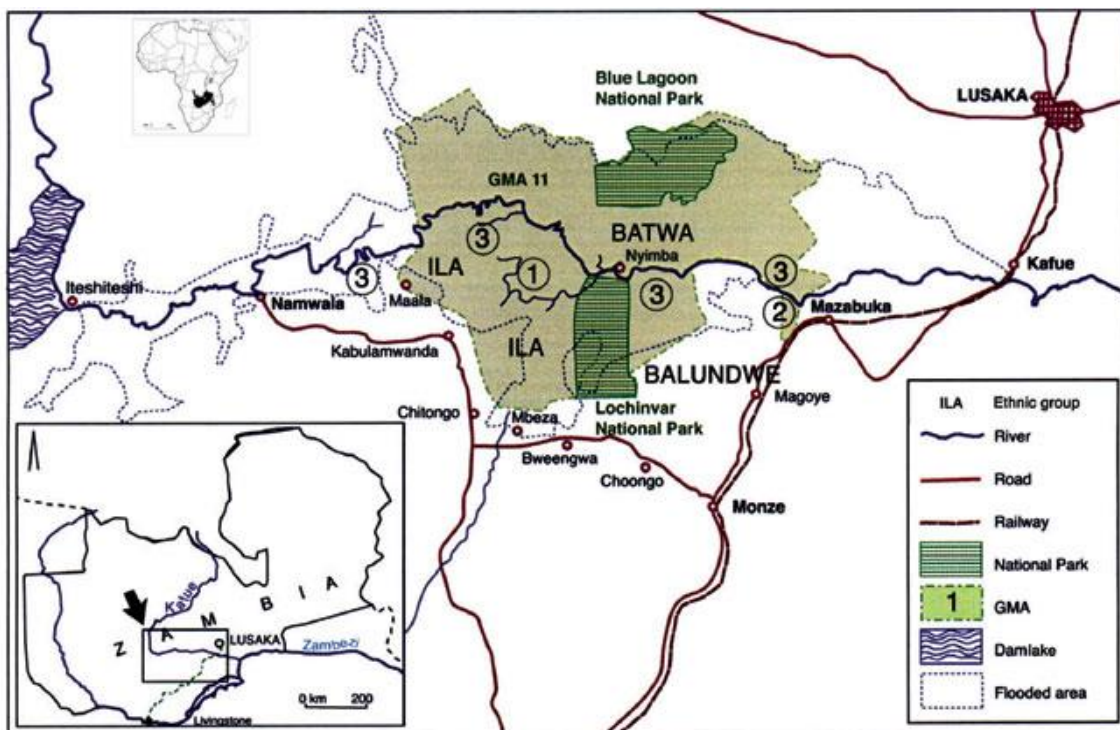 Blue Lagoon
National Park
LUSAKA
GMA 11
BATWA
3
ILA
1
Nyimba
3
Kafue
3
3
Iteshiteshi
Maala
2
Namwala
Mazabuka
Kabulamwanda
ILA
BALUNDWE
Magoye
Chitongo
Mbeza
Lochinvar
National Park
Bweengwa
Choongo
Monze
ILA Ethnic group
River
Road
Railway
National Park
1 GMA
Damlake
Flooded area
Kafue
ZAMBIA
LUSAKA
Zambezi
0 km 200
Livingstone